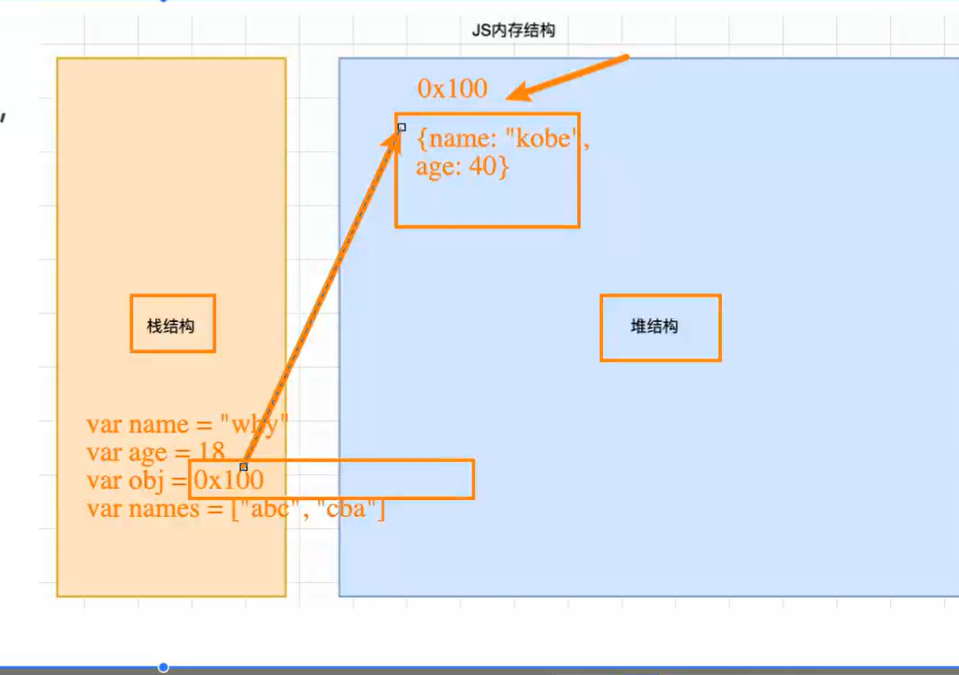 JS内存结构
,
0x100
{name: "kobe",
age: 40}
栈结构
堆结构
var name = "why"
var age = 18
var obj = 0x100
var names = ["abc", "cba"]